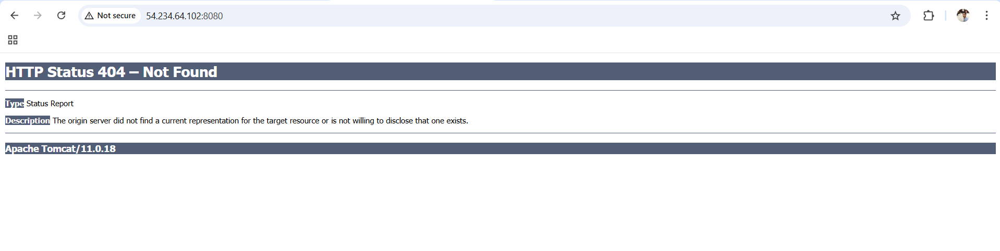 Not secure 54.234.64.102:8080
HTTP Status 404 – Not Found
Type Status Report
Description The origin server did not find a current representation for the target resource or is not willing to disclose that one exists.
Apache Tomcat/11.0.18